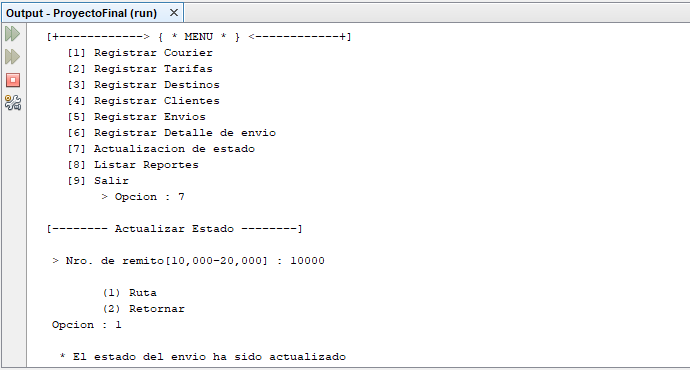 Output - ProyectoFinal (run) ×
[+------------> { * MENU * } <------------+]
[1] Registrar Courier
[2] Registrar Tarifas
[3] Registrar Destinos
[4] Registrar Clientes
[5] Registrar Envios
[6] Registrar Detalle de envio
[7] Actualizacion de estado
[8] Listar Reportes
[9] Salir
> Opcion : 7
[-------- Actualizar Estado --------]
> Nro. de remito[10,000-20,000] : 10000
(1) Ruta
(2) Retornar
Opcion : 1
* El estado del envio ha sido actualizado